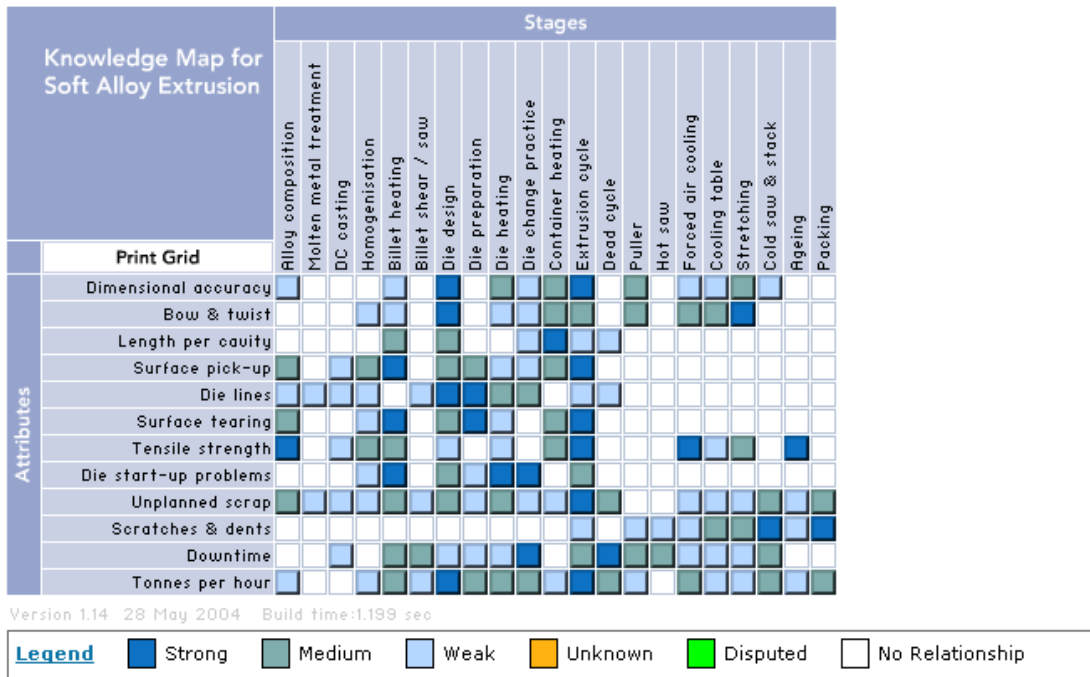 Stages
Knowledge Map for
Soft Alloy Extrusion
Alloy composition
Molten metal treatment
DC casting
Homogenisation
Billet heating
Billet shear / saw
Die design
Die preparation
Die heating
Die change practice
Container heating
Extrusion cycle
Dead cycle
Puller
Hot saw
Forced air cooling
Cooling table
Stretching
Cold saw & stack
Ageing
Packing
Print Grid
Attributes
Dimensional accuracy
Bow & twist
Length per cavity
Surface pick-up
Die lines
Surface tearing
Tensile strength
Die start-up problems
Unplanned scrap
Scratches & dents
Downtime
Tonnes per hour
Version 1.14 28 May 2004 Build time:1.199 sec
Legend Strong Medium Weak Unknown Disputed No Relationship